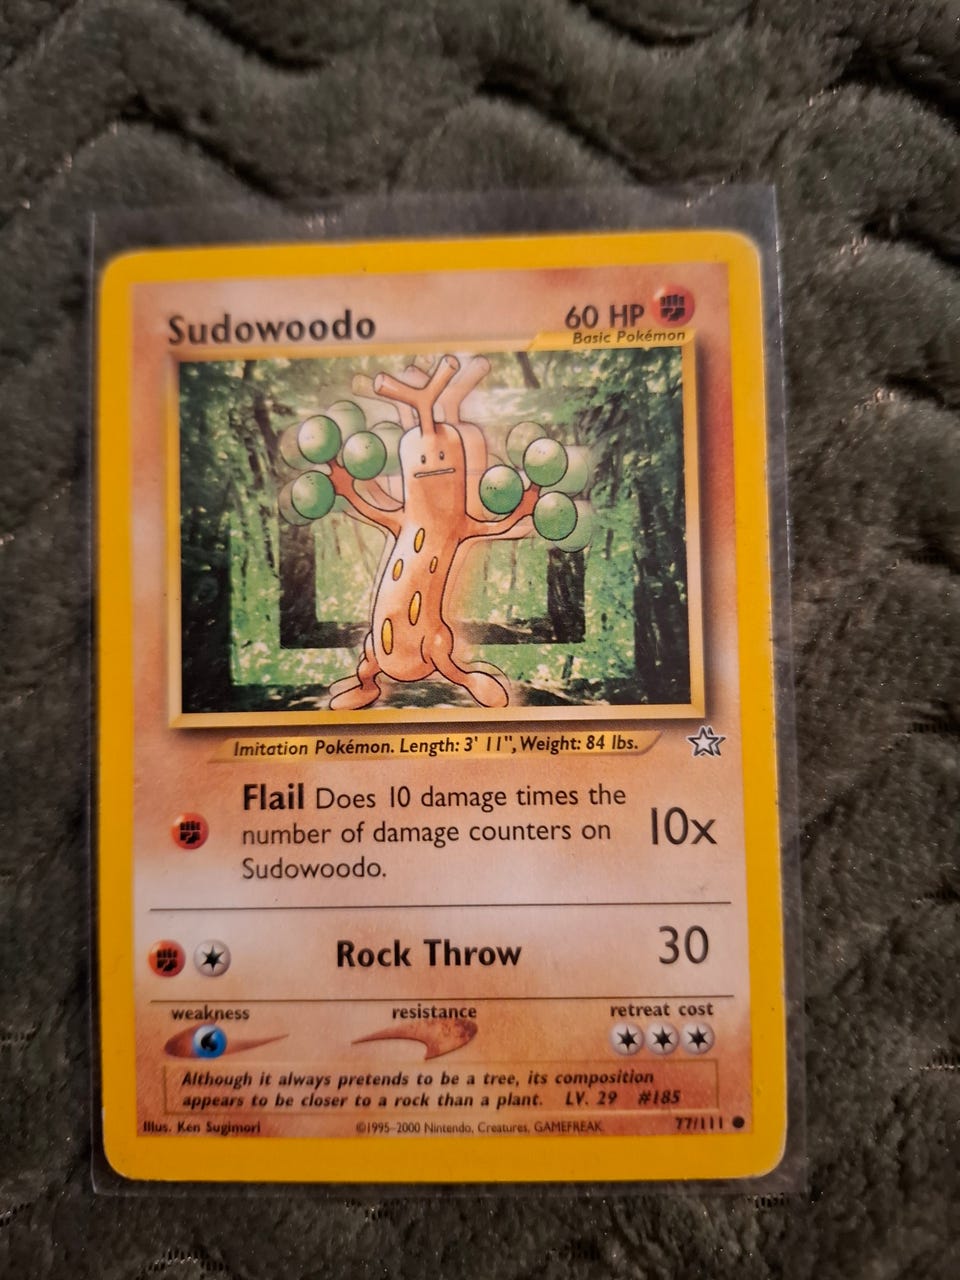 Sudowoodo
60 HP
Basic Pokémon
Imitation Pokémon. Length: 3' 11", Weight: 84 lbs.
Flail Does 10 damage times the
number of damage counters on
Sudowoodo.
10x
Rock Throw
30
weakness
resistance
retreat cost
Although it always pretends to be a tree, its composition
appears to be closer to a rock than a plant. LV. 29 #185
Illus. Ken Sugimori
©1995-2000 Nintendo, Creatures, GAMEFREAK.
77/111